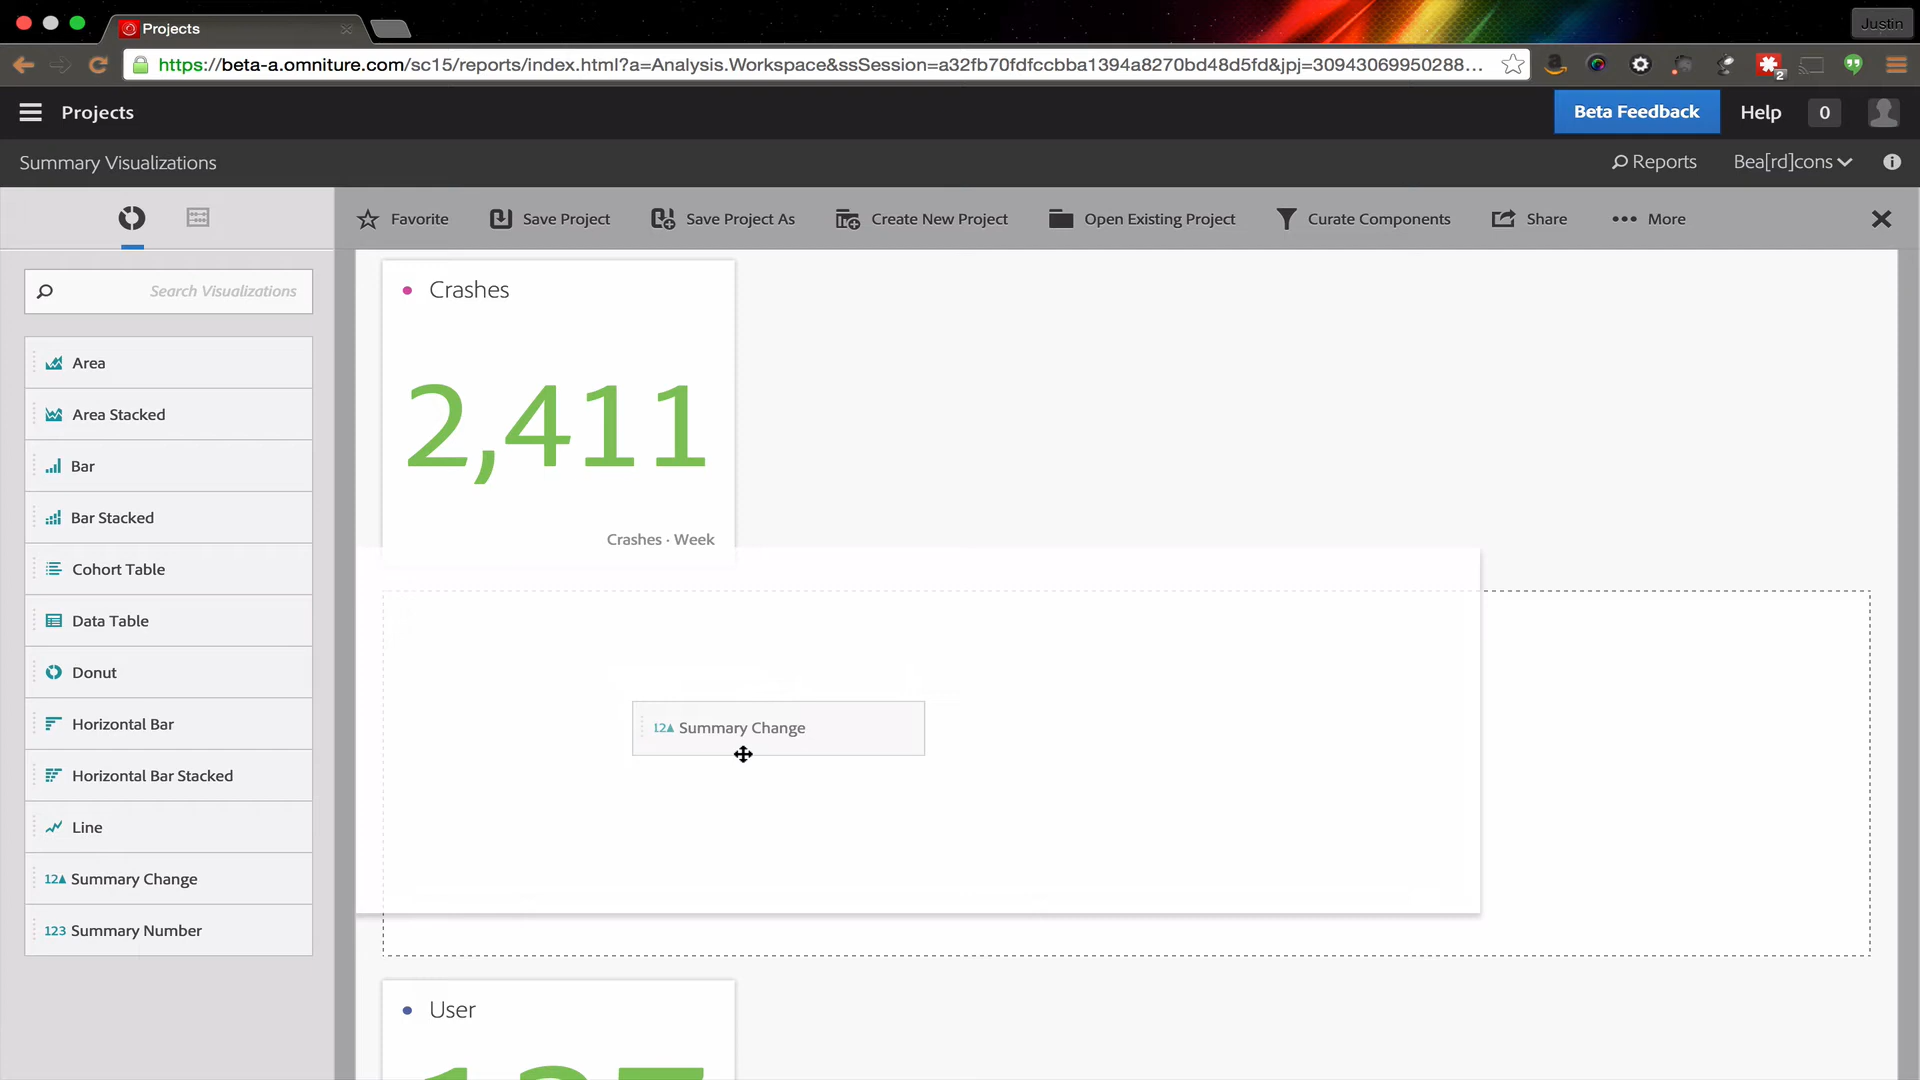 Projects
Justin
https://beta-a.omniture.com/sc15/reports/index.html?a=Analysis.Workspace&ssSession=a32fb70fdfccbba1394a8270bd48d5fd&jpj=30943069950288...
2
Projects
Beta Feedback
Help
0
Summary Visualizations
Reports
Bea[rd]cons
Favorite
Save Project
Save Project As
Create New Project
Open Existing Project
Curate Components
Share
More
Search Visualizations
Area
Area Stacked
Bar
Bar Stacked
Cohort Table
Data Table
Donut
Horizontal Bar
Horizontal Bar Stacked
Line
12▲ Summary Change
123 Summary Number
Crashes
2,411
Crashes · Week
12▲ Summary Change
User